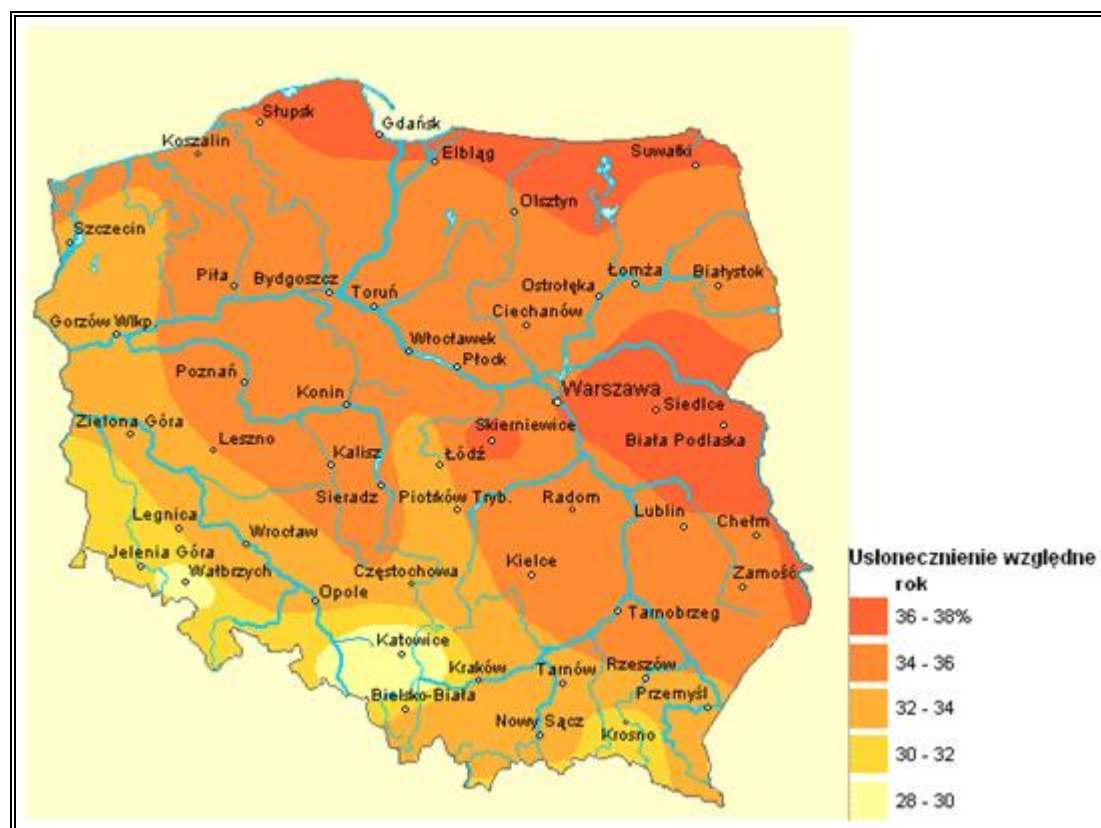 Słupsk
Gdańsk
Koszalin
Elbląg
Suwałki
Olsztyn
Szczecin
Piła
Bydgoszcz
Toruń
Ostrołęka
Łomża
Białystok
Ciechanów
Gorzów Wlkp.
Włocławek
Płock
Poznań
Konin
Warszawa
Siedlce
Zielona Góra
Leszno
Kalisz
Skierniewice
Biała Podlaska
Łódź
Sieradz
Piotrków Tryb.
Radom
Lublin
Chełm
Legnica
Wrocław
Jelenia Góra
Wałbrzych
Częstochowa
Kielce
Zamość
Opole
Tarnobrzeg
Katowice
Kraków
Tarnów
Rzeszów
Bielsko-Biała
Przemyśl
Nowy Sącz
Krosno
Usłonecznienie względne
rok
36 - 38%
34 - 36
32 - 34
30 - 32
28 - 30